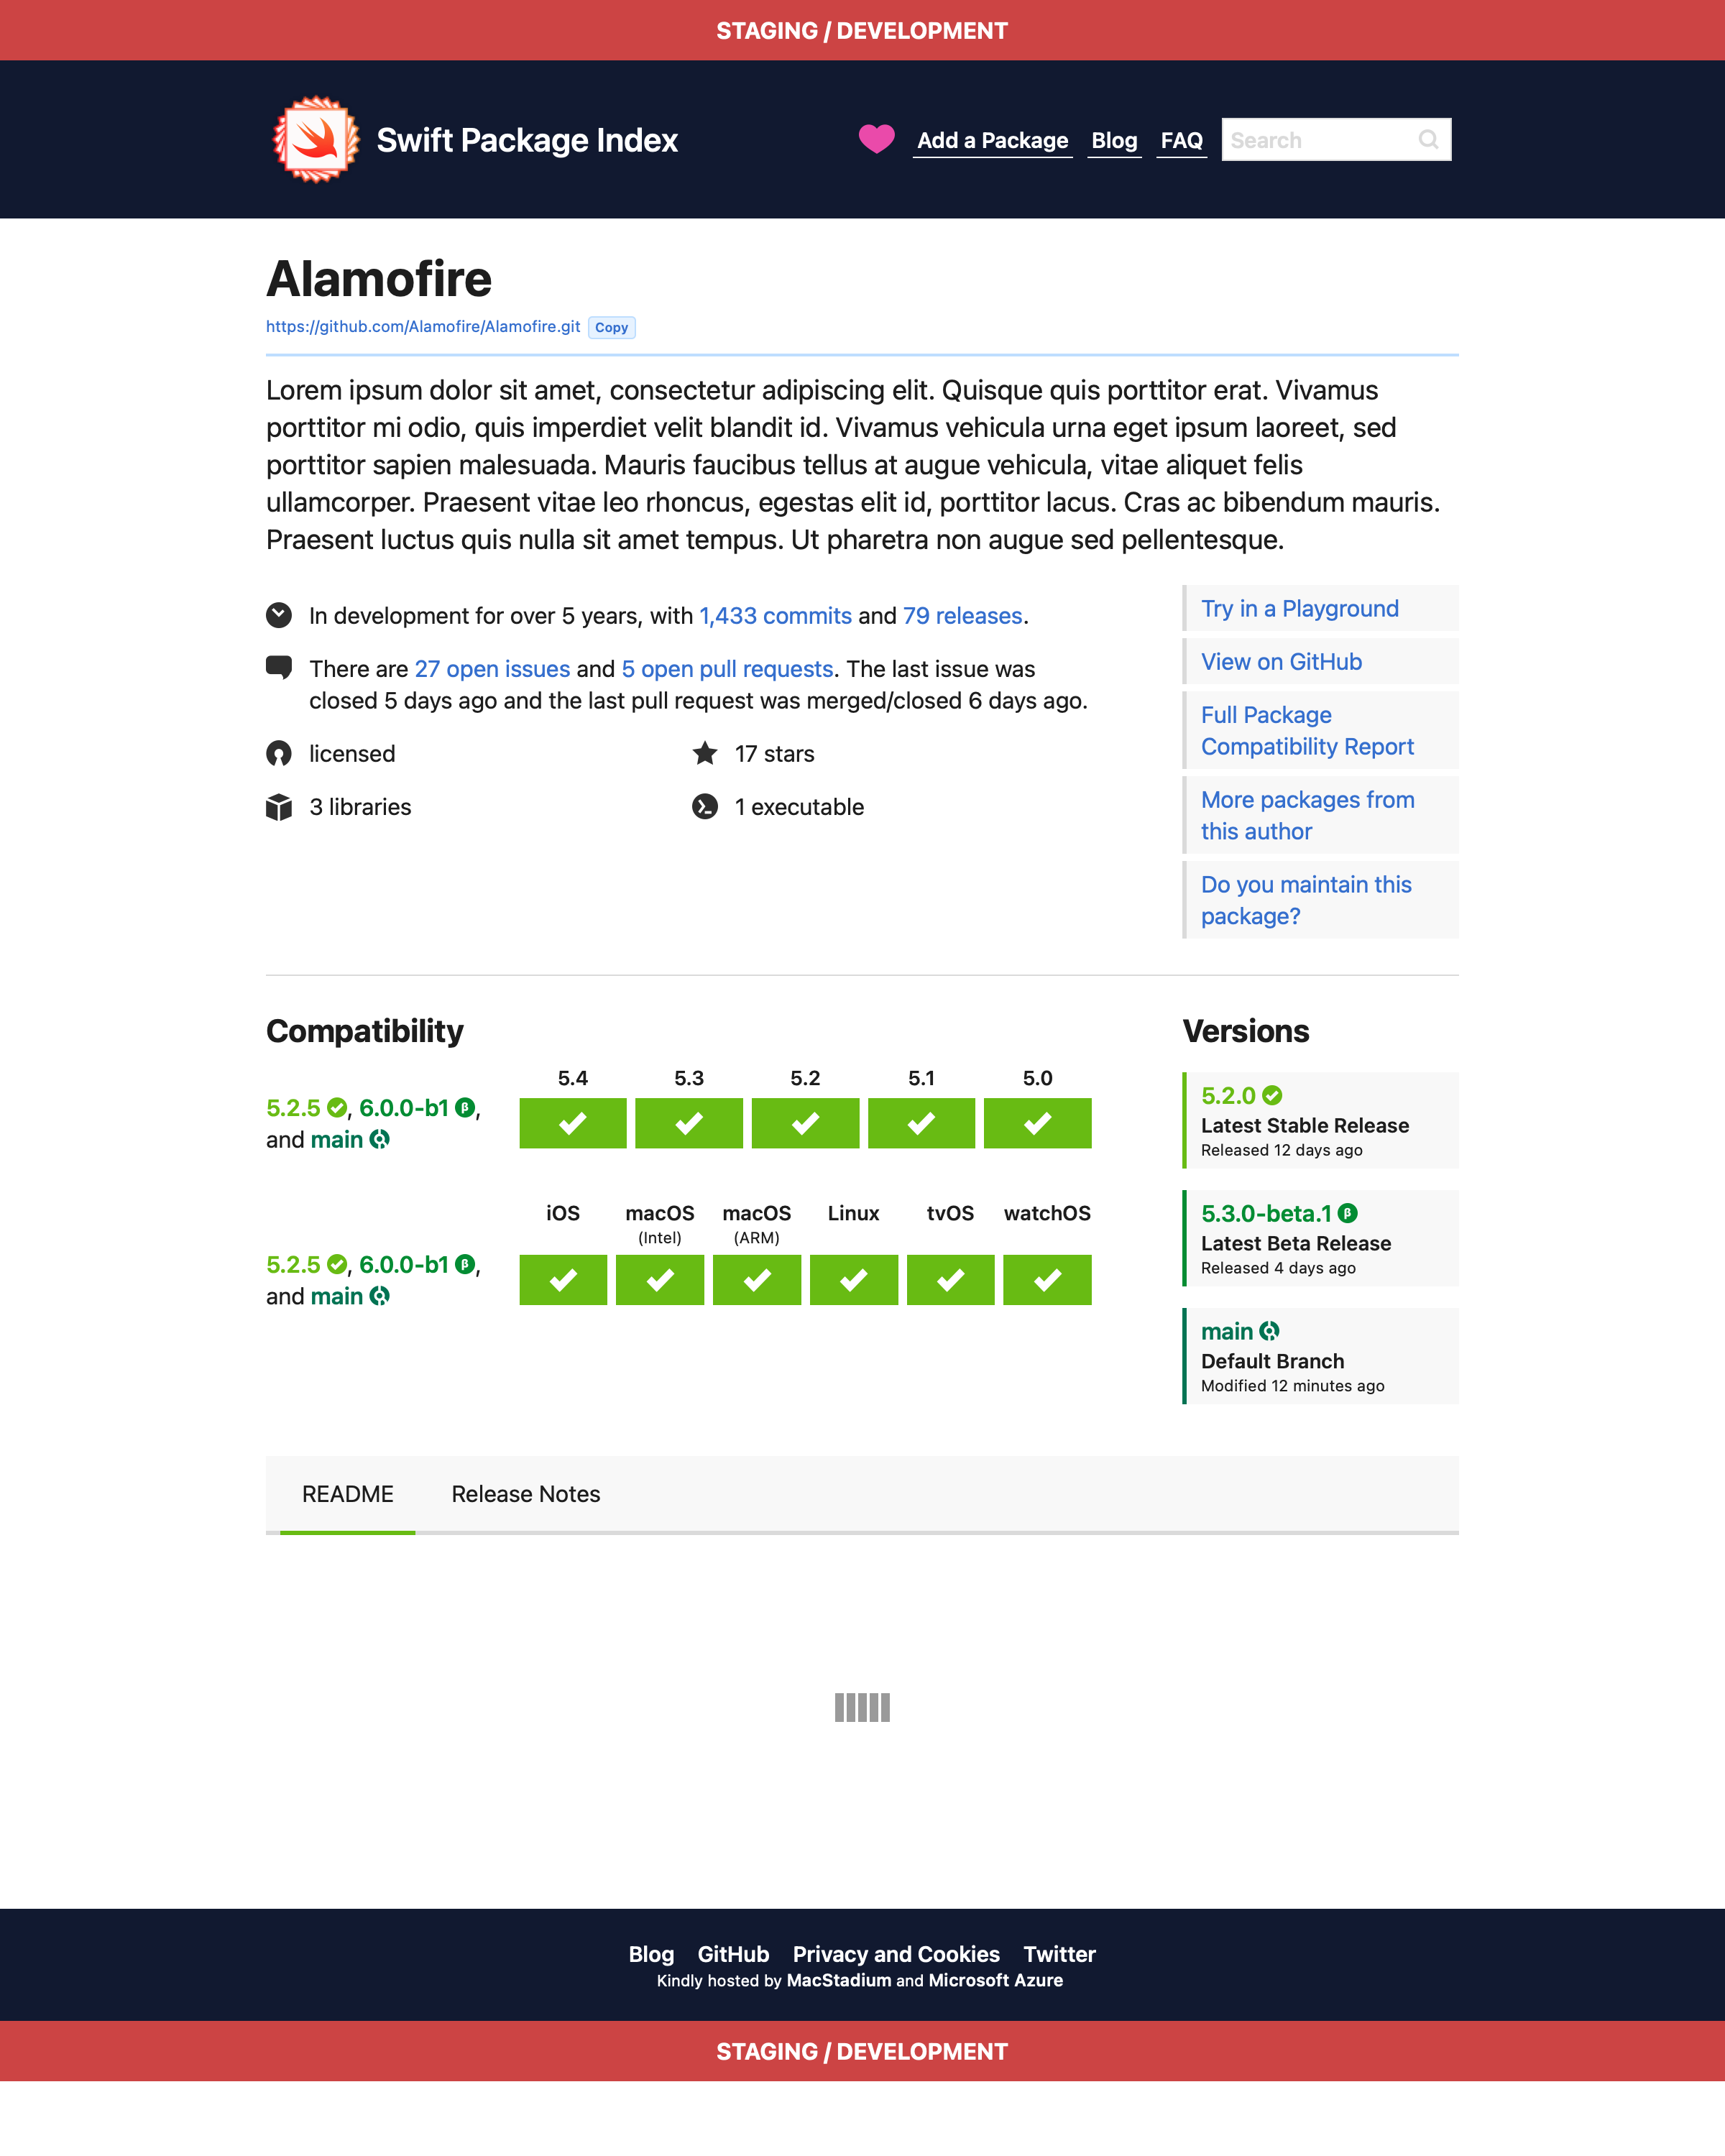 STAGING / DEVELOPMENT
Swift Package Index
Add a Package
Blog
FAQ
Search
Alamofire
https://github.com/Alamofire/Alamofire.git Copy
Lorem ipsum dolor sit amet, consectetur adipiscing elit. Quisque quis porttitor erat. Vivamus
porttitor mi odio, quis imperdiet velit blandit id. Vivamus vehicula urna eget ipsum laoreet, sed
porttitor sapien malesuada. Mauris faucibus tellus at augue vehicula, vitae aliquet felis
ullamcorper. Praesent vitae leo rhoncus, egestas elit id, porttitor lacus. Cras ac bibendum mauris.
Praesent luctus quis nulla sit amet tempus. Ut pharetra non augue sed pellentesque.
In development for over 5 years, with 1,433 commits and 79 releases.
There are 27 open issues and 5 open pull requests. The last issue was
closed 5 days ago and the last pull request was merged/closed 6 days ago.
licensed
17 stars
3 libraries
1 executable
Try in a Playground
View on GitHub
Full Package
Compatibility Report
More packages from
this author
Do you maintain this
package?
Compatibility
5.4 5.3 5.2 5.1 5.0
5.2.5, 6.0.0-b1 β,
and main
iOS macOS macOS Linux tvOS watchOS
(Intel) (ARM)
5.2.5, 6.0.0-b1 β,
and main
Versions
5.2.0
Latest Stable Release
Released 12 days ago
5.3.0-beta.1 β
Latest Beta Release
Released 4 days ago
main
Default Branch
Modified 12 minutes ago
README
Release Notes
Blog GitHub Privacy and Cookies Twitter
Kindly hosted by MacStadium and Microsoft Azure
STAGING / DEVELOPMENT